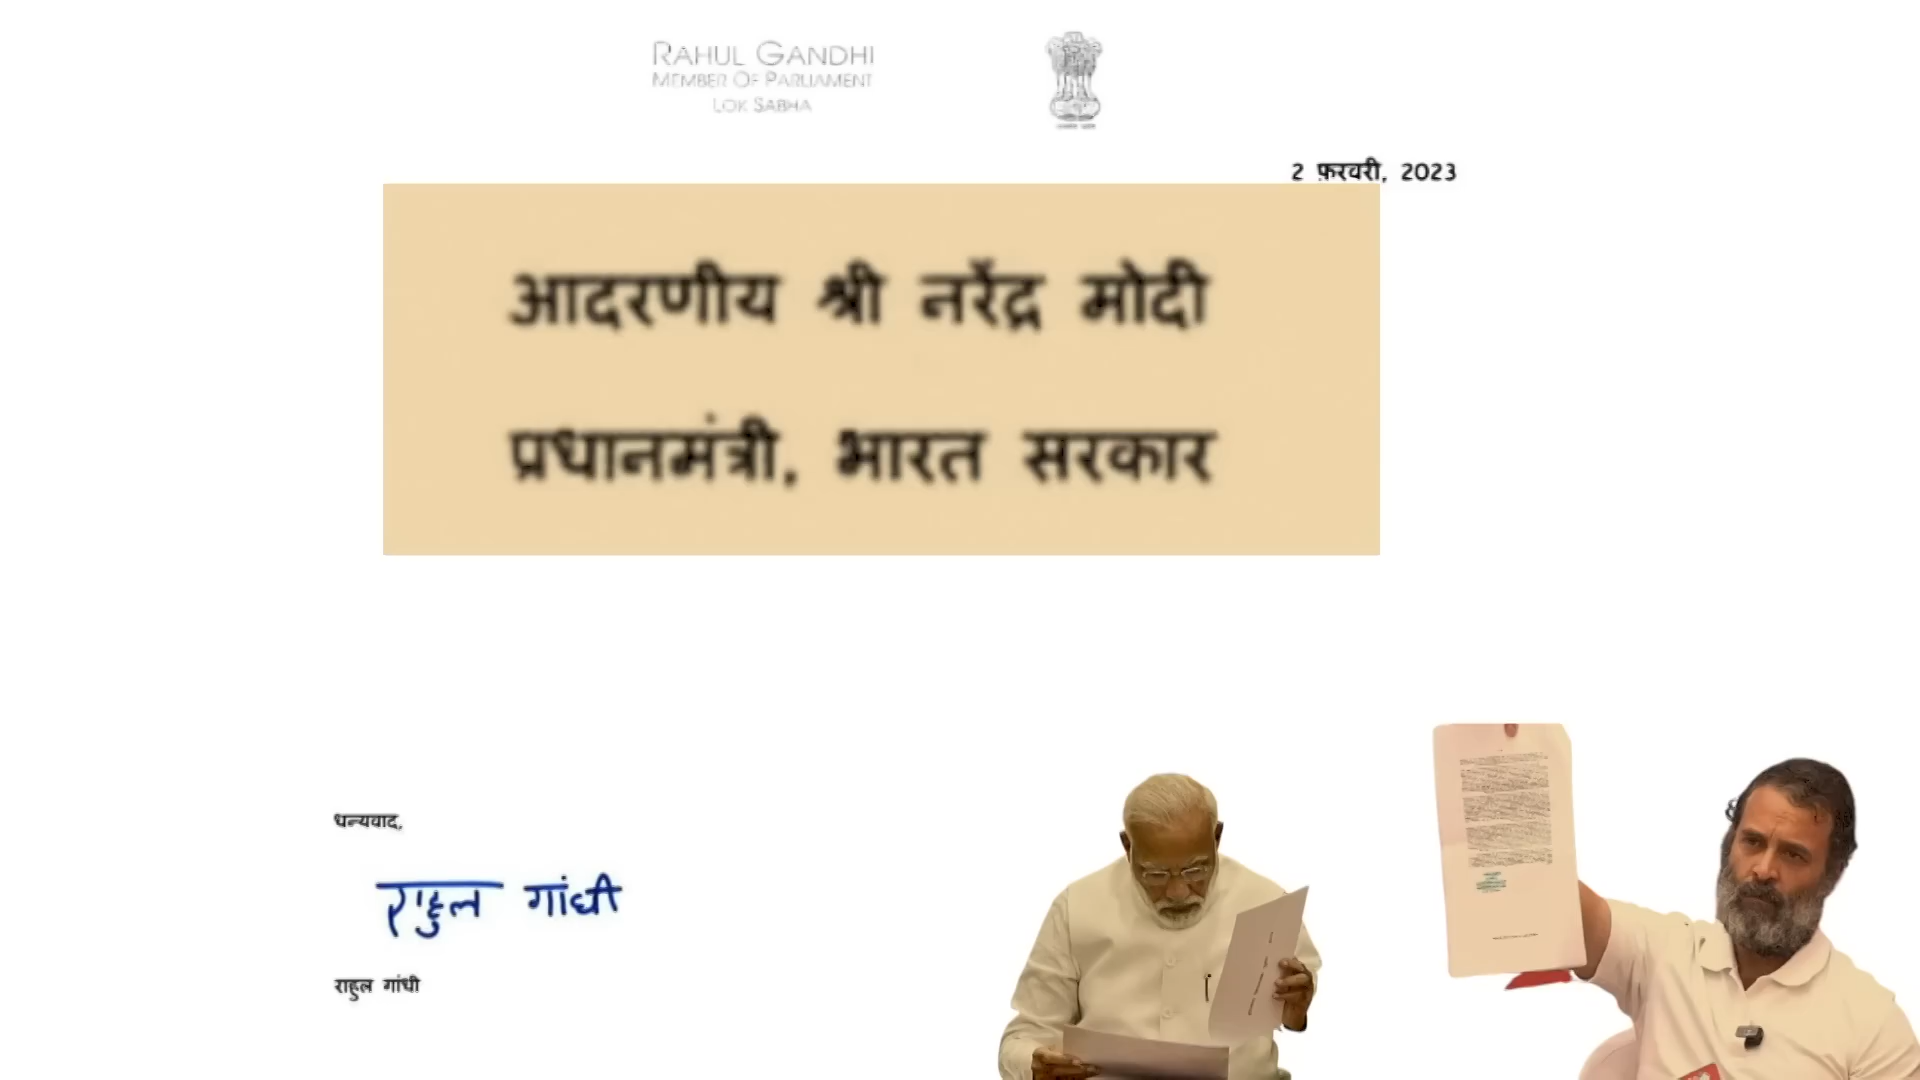 RAHUL GANDHI
MEMBER OF PARLIAMENT
LOK SABHA
2 फ़रवरी, 2023
आदरणीय श्री नरेंद्र मोदी
प्रधानमंत्री, भारत सरकार
धन्यवाद,
राहुल गांधी
राहुल गांधी